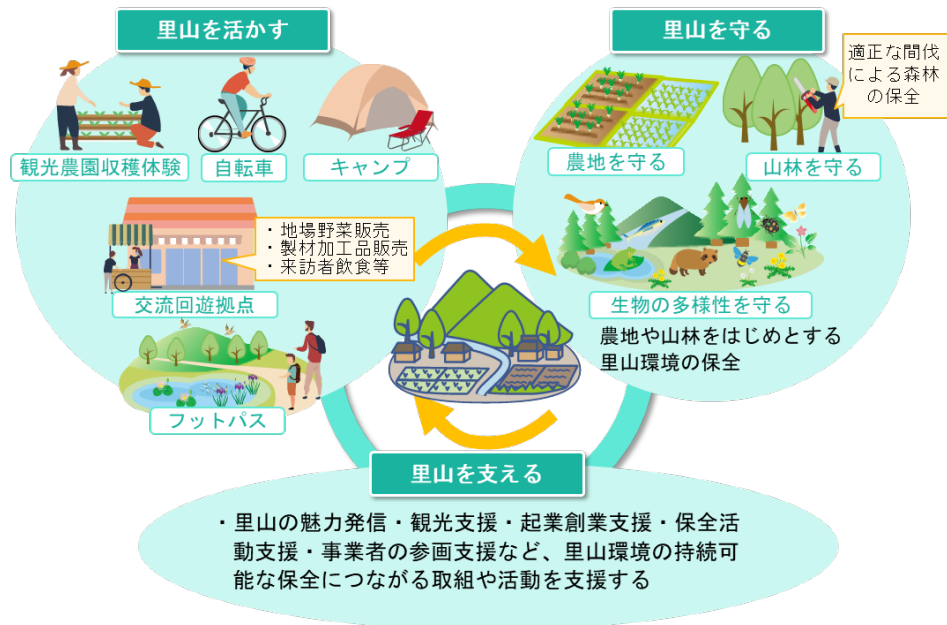 里山を活かす
観光農園収穫体験
自転車
キャンプ
・地場野菜販売
・製材加工品販売
・来訪者飲食等
交流回遊拠点
フットパス
里山を守る
適正な間伐
による森林
の保全
農地を守る
山林を守る
生物の多様性を守る
農地や山林をはじめとする
里山環境の保全
里山を支える
・里山の魅力発信・観光支援・起業創業支援・保全活
動支援・事業者の参画支援など、里山環境の持続可
能な保全につながる取組や活動を支援する